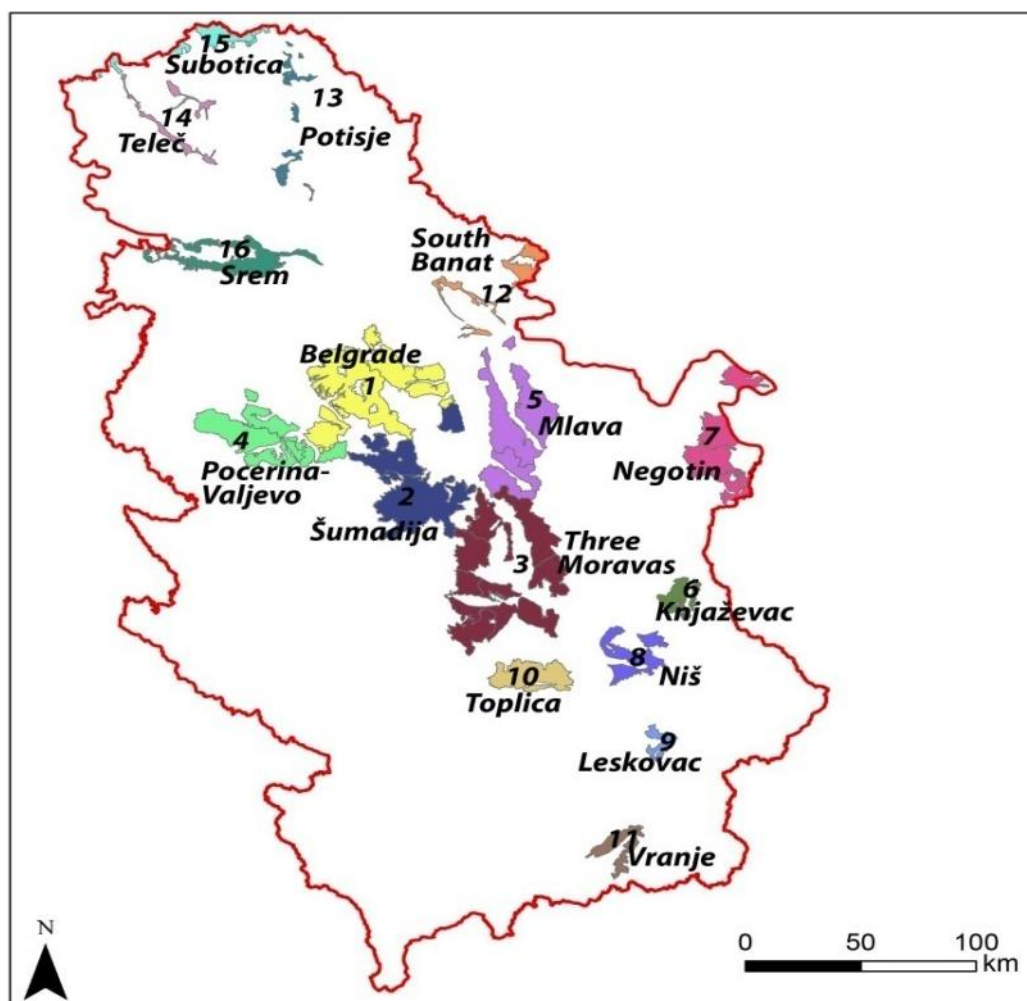 15
Subotica
13
14
Teleč
Potisje
16
Srem
South
Banat
12
Belgrade
1
5
Mlava
4
Pocerina-
Valjevo
7
Negotin
2
Šumadija
Three
3
Moravas
6
Knjaževac
8
Niš
10
Toplica
9
Leskovac
11
Vranje
N
0 50 100
km